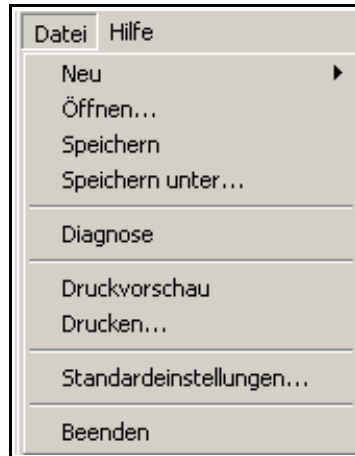 Datei Hilfe
Neu
Öffnen...
Speichern
Speichern unter...
Diagnose
Druckvorschau
Drucken...
Standardeinstellungen...
Beenden